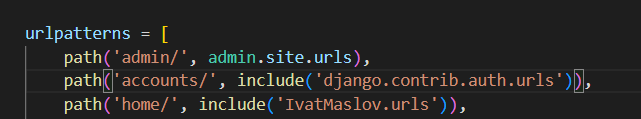 urlpatterns = [
path('admin/', admin.site.urls),
path('accounts/', include('django.contrib.auth.urls')),
path('home/', include('IvatMaslov.urls')),